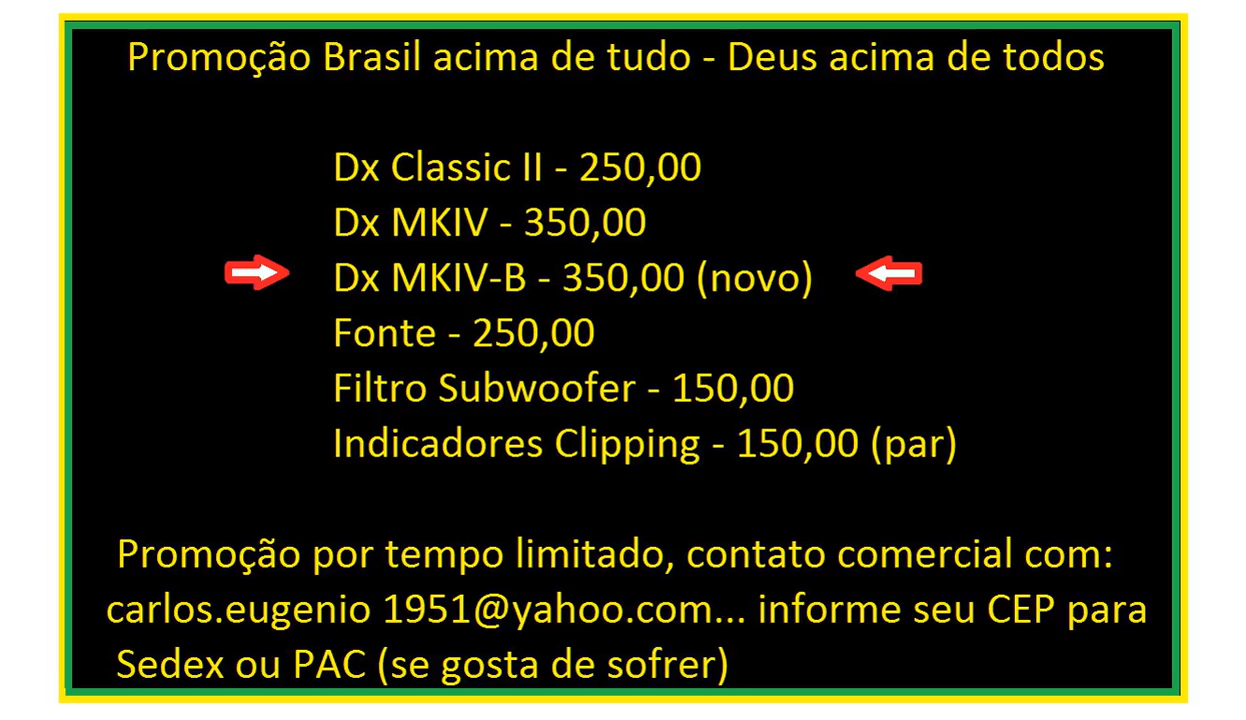 Promoção Brasil acima de tudo - Deus acima de todos
Dx Classic II - 250,00
Dx MKIV - 350,00
Dx MKIV-B - 350,00 (novo)
Fonte - 250,00
Filtro Subwoofer - 150,00
Indicadores Clipping - 150,00 (par)
Promoção por tempo limitado, contato comercial com:
carlos.eugenio 1951@yahoo.com... informe seu CEP para
Sedex ou PAC (se gosta de sofrer)